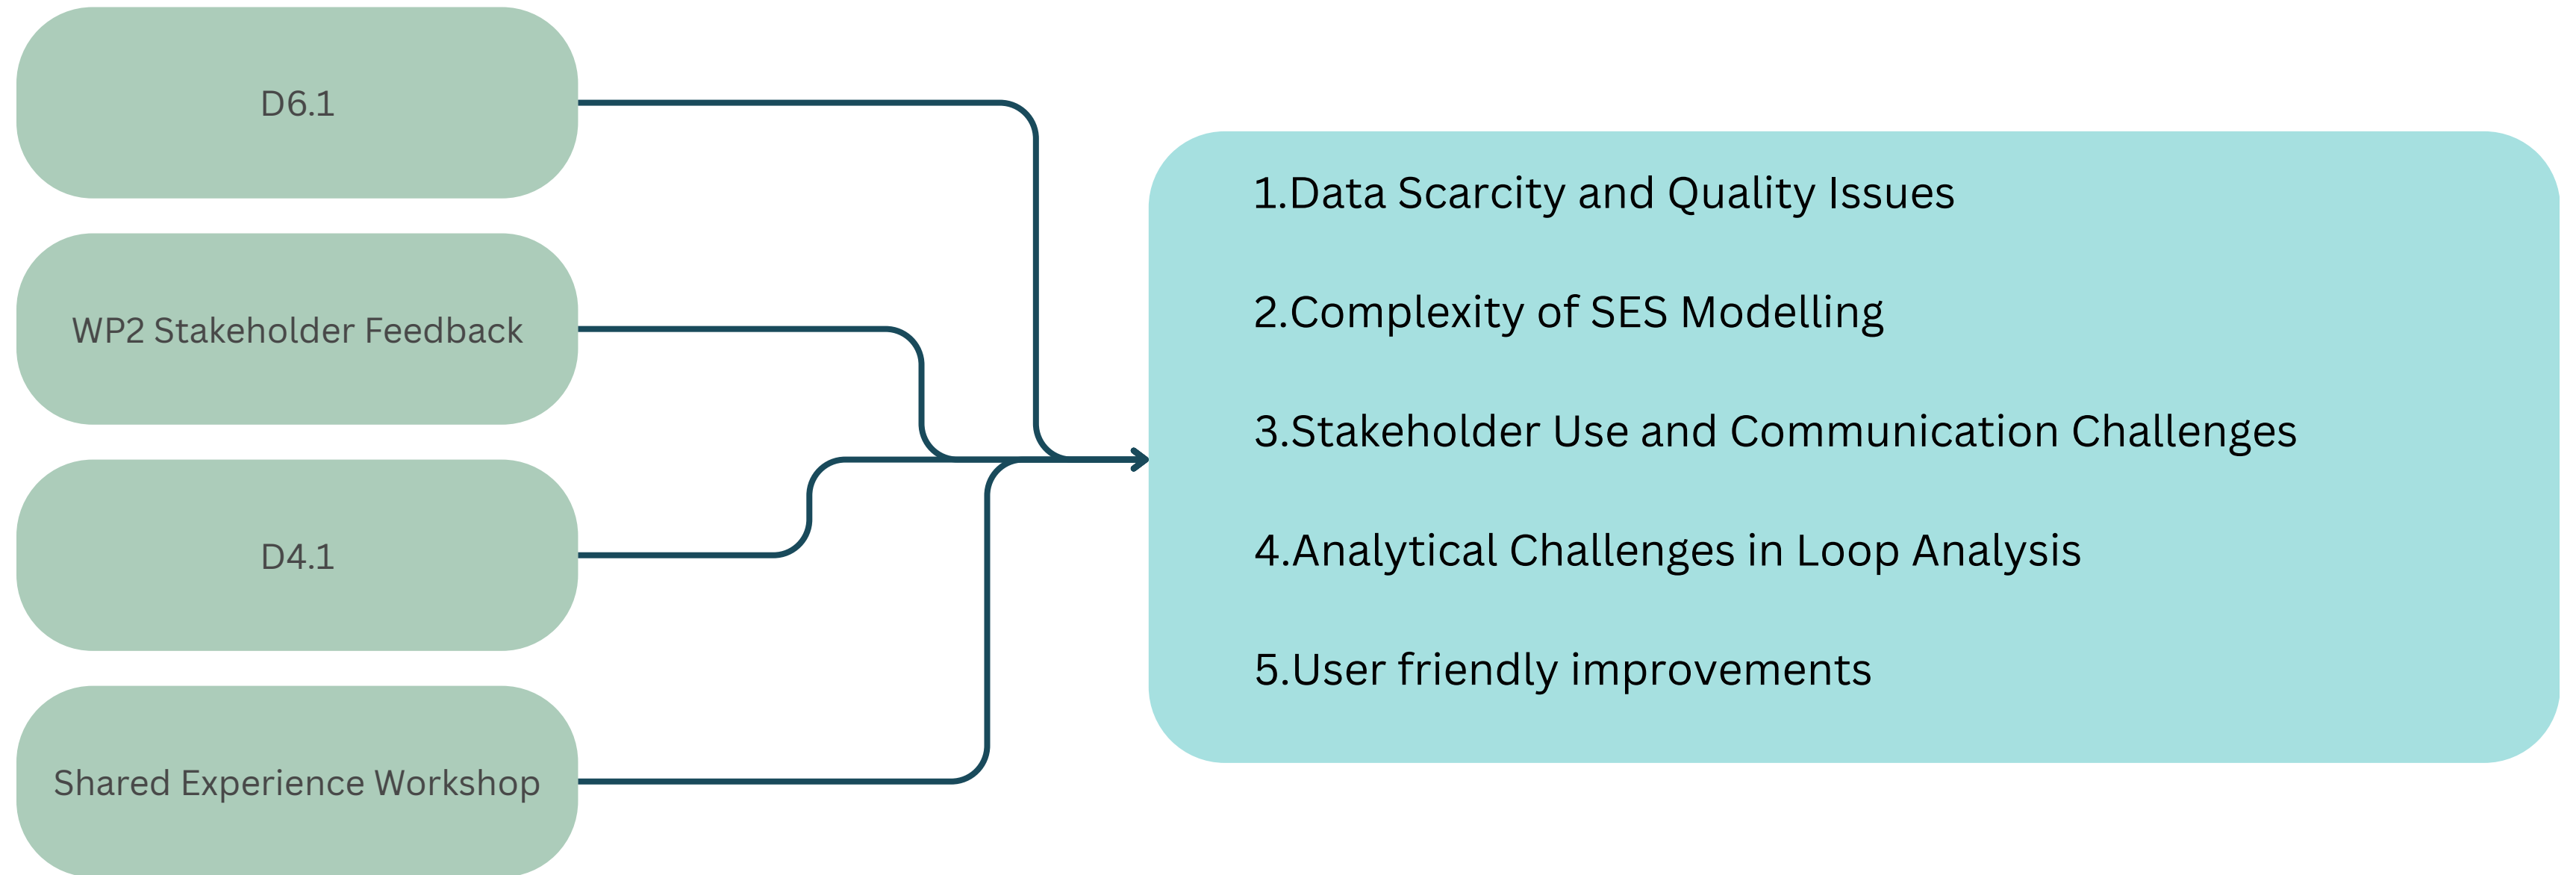 D6.1
WP2 Stakeholder Feedback
D4.1
Shared Experience Workshop
1.Data Scarcity and Quality Issues
2.Complexity of SES Modelling
3.Stakeholder Use and Communication Challenges
4.Analytical Challenges in Loop Analysis
5.User friendly improvements